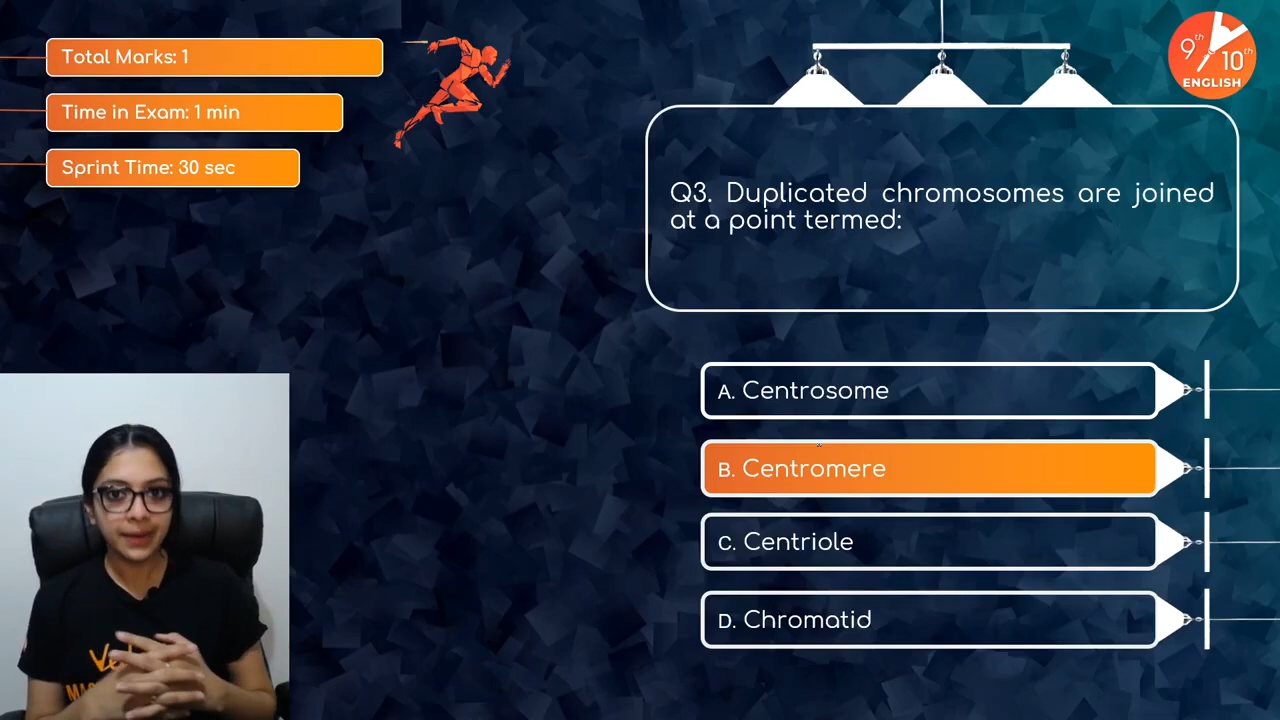 Total Marks: 1
Time in Exam: 1 min
Sprint Time: 30 sec
9th
10th
ENGLISH
Q3. Duplicated chromosomes are joined
at a point termed:
A. Centrosome
B. Centromere
C. Centriole
D. Chromatid